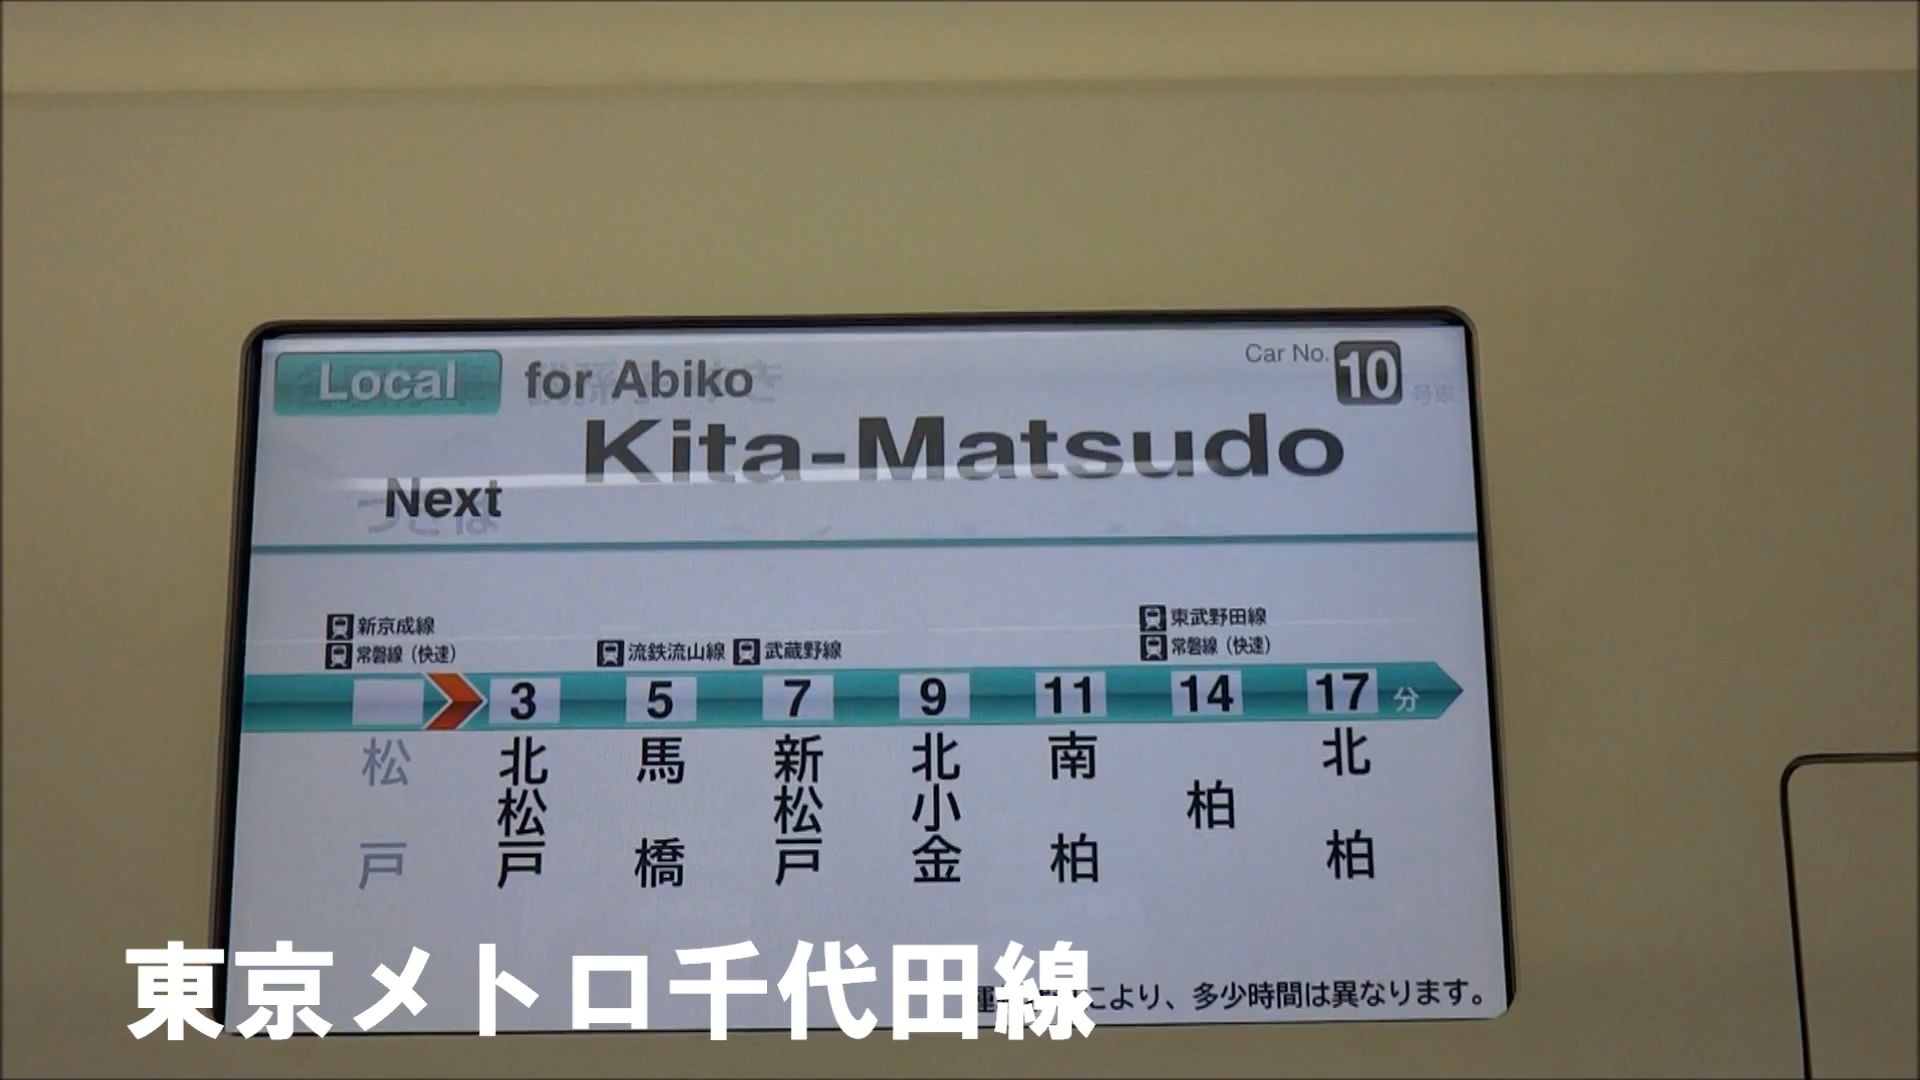 Local for Abiko Car No. 10 号車
Kita-Matsudo
Next
新京成線
常磐線（快速）
流鉄流山線
武蔵野線
東武野田線
常磐線（快速）
3 5 7 9 11 14 17 分
松戸
北松戸
馬橋
新松戸
北小金
南柏
柏
北柏
により、多少時間は異なります。
東京メトロ千代田線